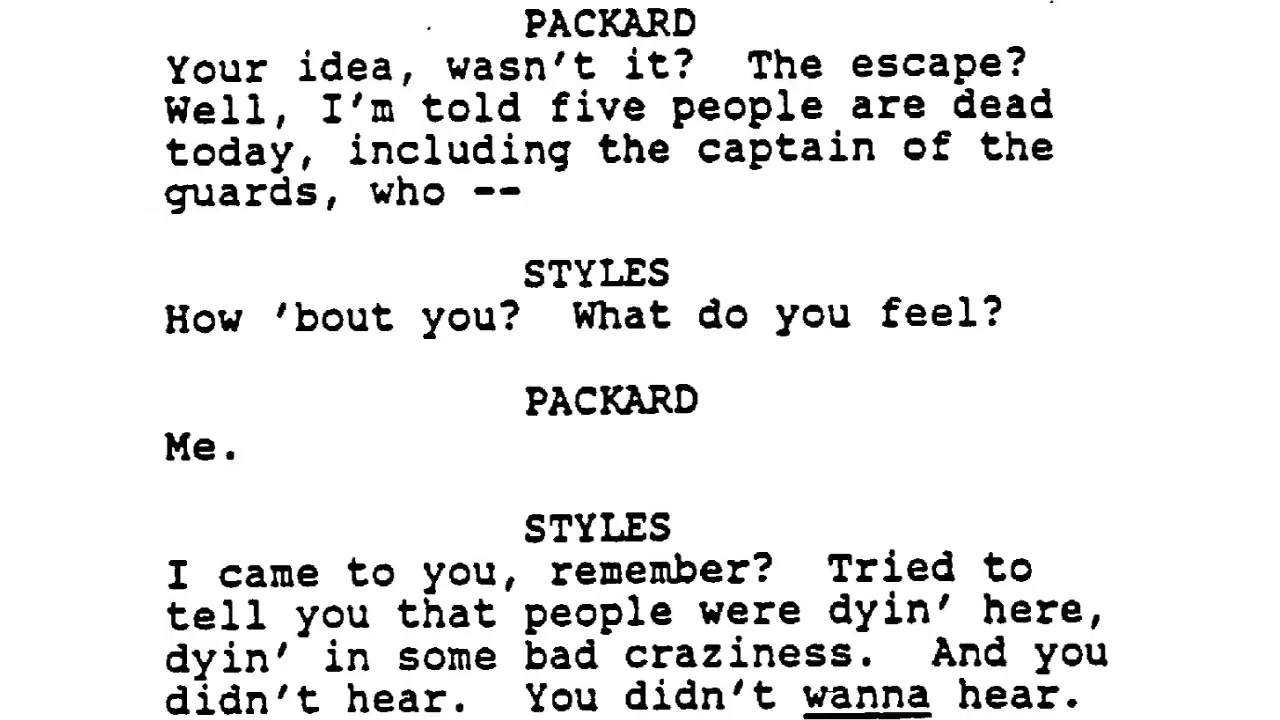 PACKARD
Your idea, wasn't it? The escape?
Well, I'm told five people are dead
today, including the captain of the
guards, who --
STYLES
How 'bout you? What do you feel?
PACKARD
Me.
STYLES
I came to you, remember? Tried to
tell you that people were dyin' here,
dyin' in some bad craziness. And you
didn't hear. You didn't wanna hear.